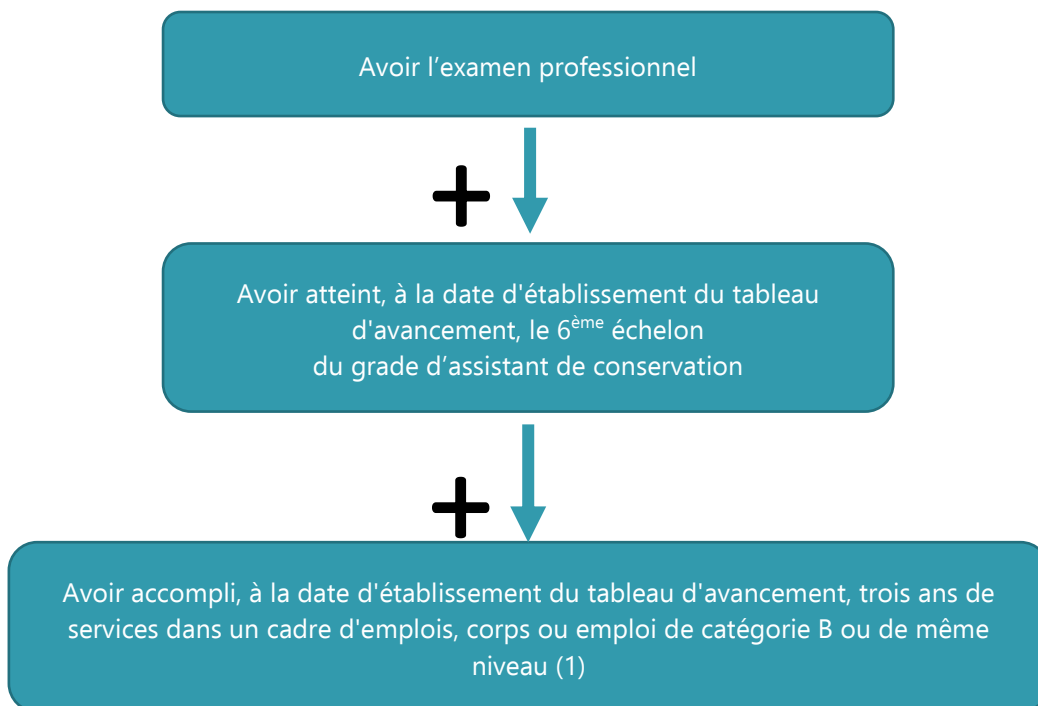 Avoir l’examen professionnel
+
Avoir atteint, à la date d'établissement du tableau
d'avancement, le 6ème échelon
du grade d’assistant de conservation
+
Avoir accompli, à la date d'établissement du tableau d'avancement, trois ans de
services dans un cadre d'emplois, corps ou emploi de catégorie B ou de même
niveau (1)